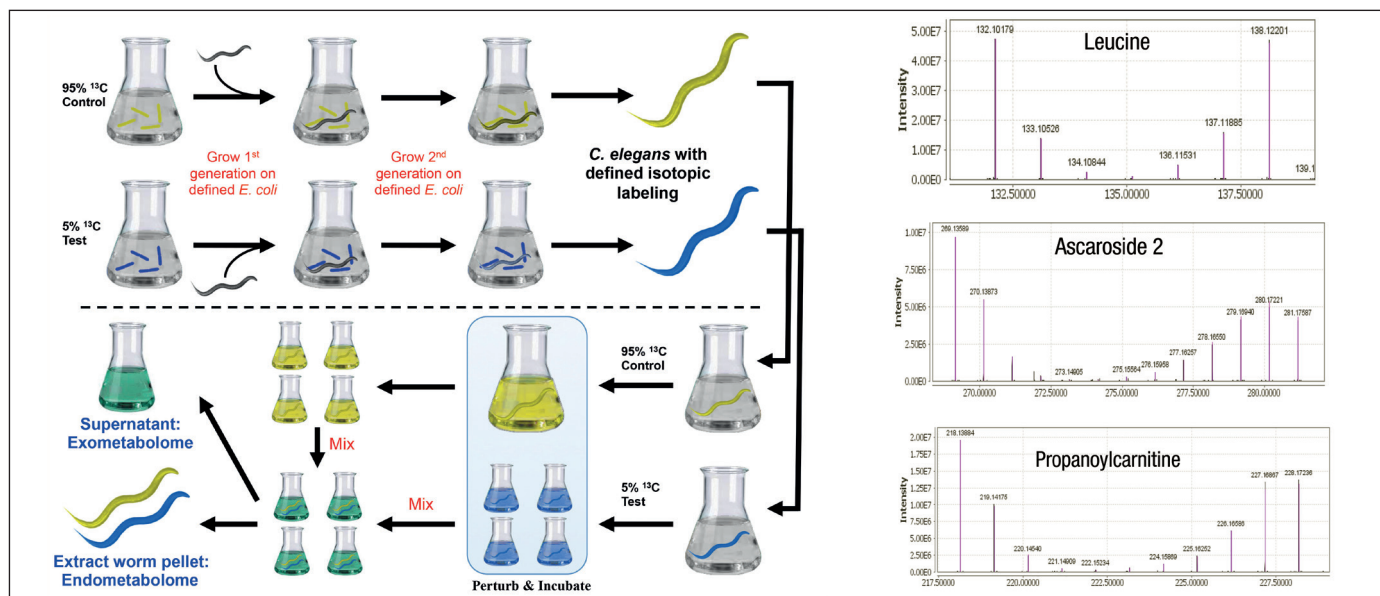 95% ¹³C
Control
Grow 1st
generation on
defined E. coli
Grow 2nd
generation on
defined E. coli
C. elegans with
defined isotopic
labeling
5% ¹³C
Test
95% ¹³C
Control
Supernatant:
Exometabolome
Mix
Mix
5% ¹³C
Test
Extract worm pellet:
Endometabolome
Perturb & Incubate
Leucine
Intensity
5.00E7
4.00E7
3.00E7
2.00E7
1.00E7
0.00E0
132.10179
133.10526
134.10844
136.11531
137.11885
138.12201
139.1
132.50000
135.00000
137.50000
Ascaroside 2
Intensity
1.00E7
7.50E6
5.00E6
2.50E6
0.00E0
269.13589
270.13873
273.14905
275.15564
276.15958
277.16257
278.16550
279.16940
280.17221
281.17587
270.00000
272.50000
275.00000
277.50000
280.00000
Propanoylcarnitine
Intensity
2.00E7
1.75E7
1.50E7
1.25E7
1.00E7
7.50E6
5.00E6
2.50E6
0.00E0
218.13884
219.14175
220.14540
221.14909
222.15234
224.15889
225.16252
226.16586
227.16867
228.17236
217.50000
220.00000
222.50000
225.00000
227.50000